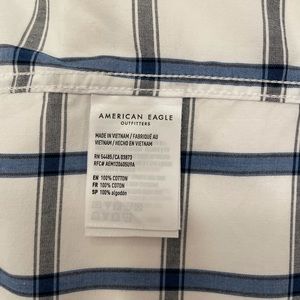 AMERICAN EAGLE
OUTFITTERS
MADE IN VIETNAM / FABRIQUÉ AU
VIETNAM / HECHO EN VIETNAM
RN 54485/CA 03873
EN 100% COTTON
FR 100% COTON
SP 100% algodón